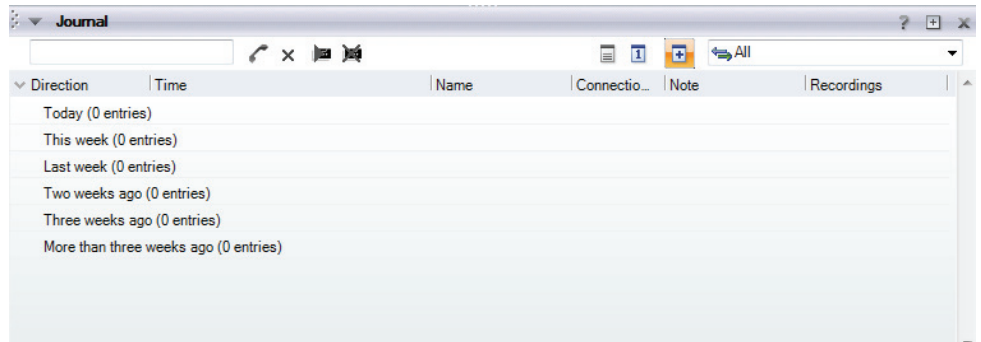 Journal ?
1 All
Direction Time Name Connectio... Note Recordings
Today (0 entries)
This week (0 entries)
Last week (0 entries)
Two weeks ago (0 entries)
Three weeks ago (0 entries)
More than three weeks ago (0 entries)